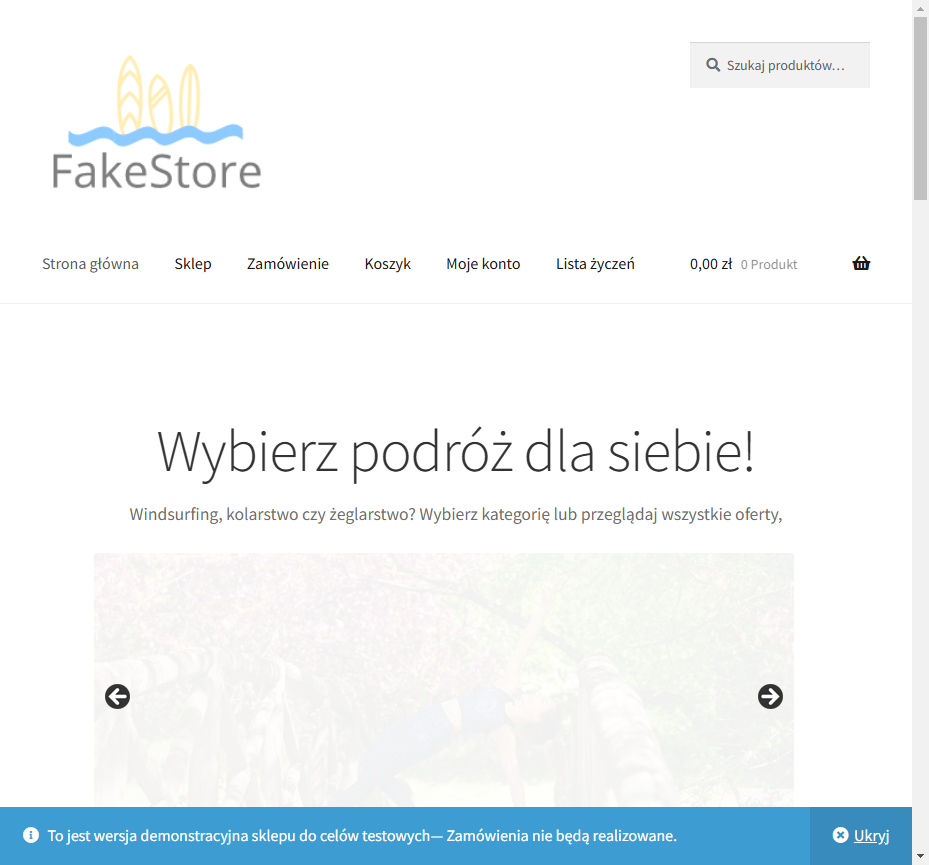 Szukaj produktów…
FakeStore
Strona główna Sklep Zamówienie Koszyk Moje konto Lista życzeń 0,00 zł 0 Produkt
Wybierz podróż dla siebie!
Windsurfing, kolarstwo czy żeglarstwo? Wybierz kategorię lub przeglądaj wszystkie oferty,
To jest wersja demonstracyjna sklepu do celów testowych— Zamówienia nie będą realizowane. Ukryj